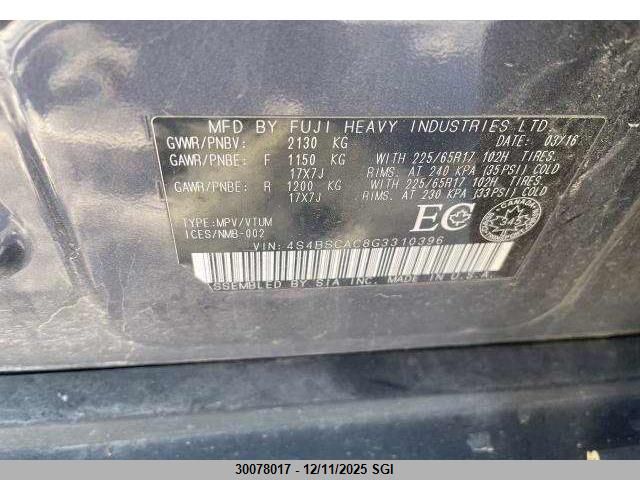 MFD BY FUJI HEAVY INDUSTRIES LTD.
GVWR/PNBV: 2130 KG DATE: 03/16
GAWR/PNBE: F 1150 KG WITH 225/65R17 102H TIRES.
17X7J RIMS. AT 240 KPA (35PSI) COLD
GAWR/PNBE: R 1200 KG WITH 225/65R17 102H TIRES.
17X7J RIMS. AT 230 KPA (33PSI) COLD
TYPE: MPV/VTUM
ICES/NMB-002
EC
CANADA
345
VIN: 4S4BSCAC8G3310396
SSEMBLED BY SIA INC. MADE IN U.S.A.
30078017 - 12/11/2025 SGI